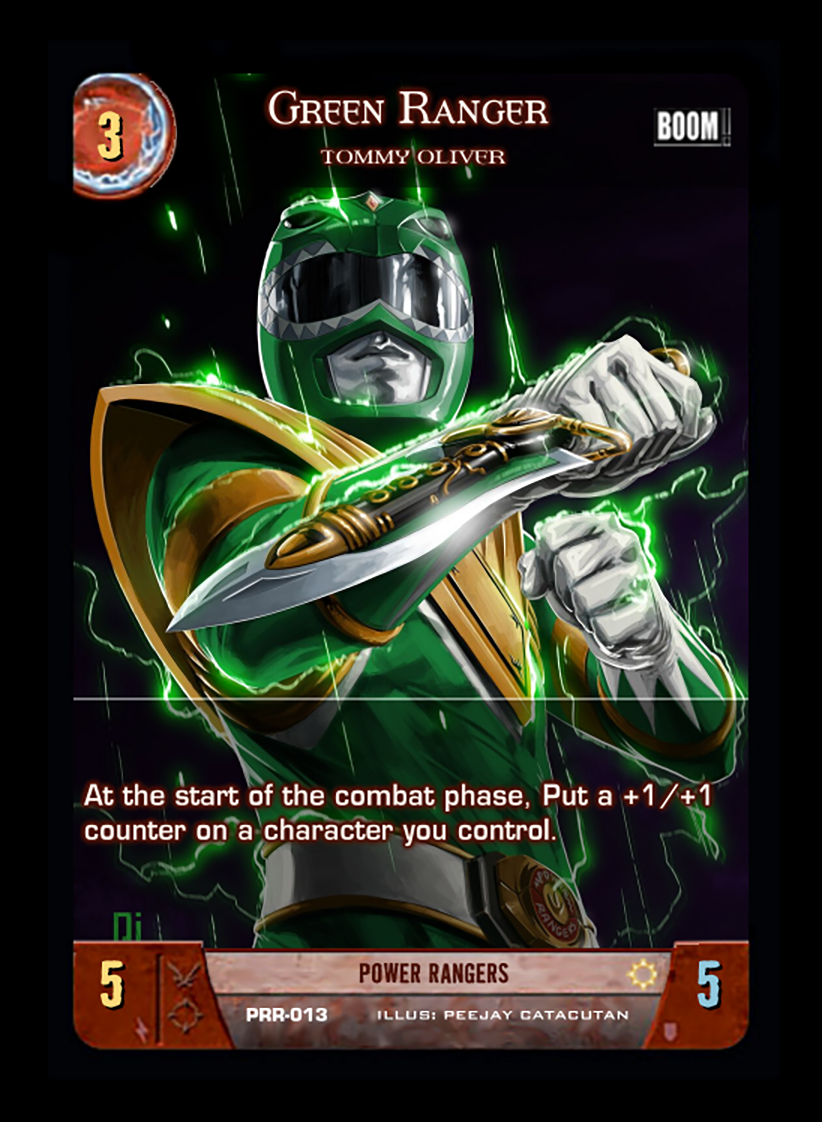 3
GREEN RANGER
TOMMY OLIVER
BOOM!
At the start of the combat phase, Put a +1/+1
counter on a character you control.
5
POWER RANGERS
5
PRR-013
ILLUS: PEEJAY CATACUTAN